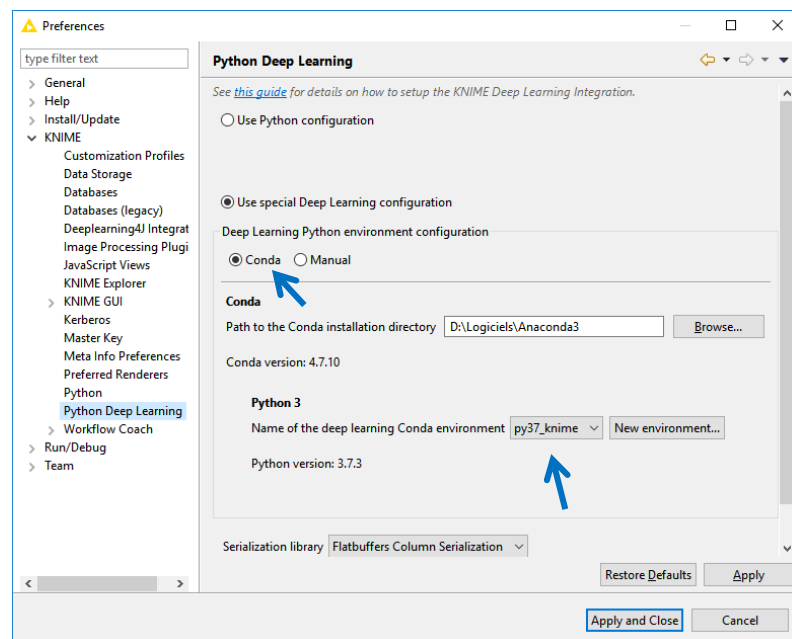 Preferences
type filter text
General
Help
Install/Update
KNIME
Customization Profiles
Data Storage
Databases
Databases (legacy)
Deeplearning4J Integrat
Image Processing Plugi
JavaScript Views
KNIME Explorer
KNIME GUI
Kerberos
Master Key
Meta Info Preferences
Preferred Renderers
Python
Python Deep Learning
Workflow Coach
Run/Debug
Team
Python Deep Learning
See this guide for details on how to setup the KNIME Deep Learning Integration.
Use Python configuration
Use special Deep Learning configuration
Deep Learning Python environment configuration
Conda Manual
Conda
Path to the Conda installation directory D:\Logiciels\Anaconda3 Browse...
Conda version: 4.7.10
Python 3
Name of the deep learning Conda environment py37_knime New environment...
Python version: 3.7.3
Serialization library Flatbuffers Column Serialization
Restore Defaults Apply
Apply and Close Cancel